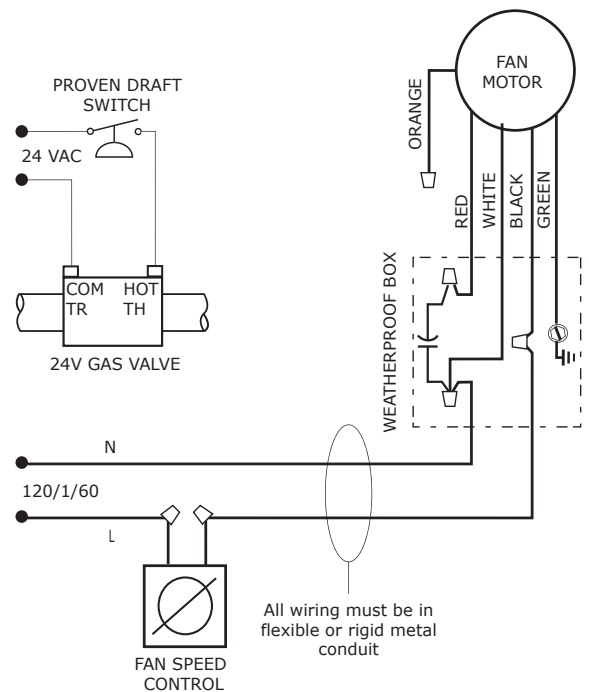 PROVEN DRAFT
SWITCH
24 VAC
COM
TR
HOT
TH
24V GAS VALVE
FAN
MOTOR
ORANGE
RED
WHITE
BLACK
GREEN
WEATHERPROOF BOX
N
120/1/60
L
All wiring must be in
flexible or rigid metal
conduit
FAN SPEED
CONTROL